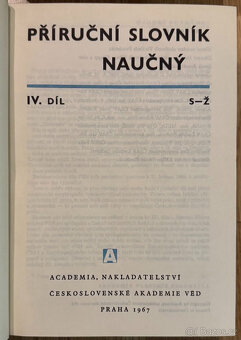 PŘÍRUČNÍ SLOVNÍK
NAUČNÝ
IV. DÍL S–Ž
A
ACADEMIA, NAKLADATELSTVÍ
ČESKOSLOVENSKÉ AKADEMIE VĚD
PRAHA 1967